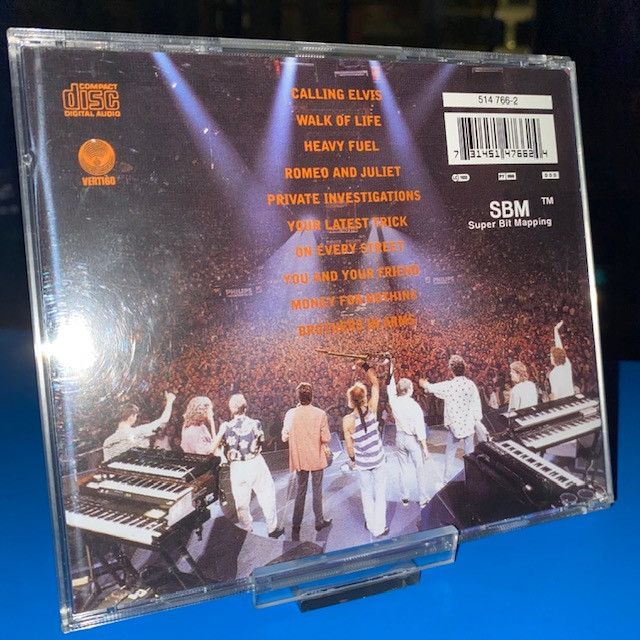 COMPACT
disc
DIGITAL AUDIO
VERTIGO
CALLING ELVIS
WALK OF LIFE
HEAVY FUEL
ROMEO AND JULIET
PRIVATE INVESTIGATIONS
YOUR LATEST TRICK
ON EVERY STREET
YOU AND YOUR FRIEND
MONEY FOR NOTHING
BROTHERS IN ARMS
514 766-2
7 31451 47662 4
SBM ™
Super Bit Mapping
PHILIPS